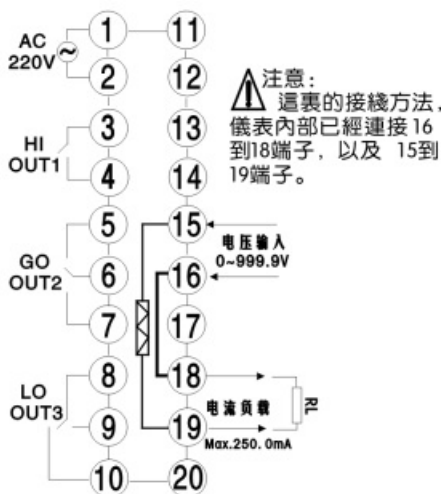 AC
220V
1
11
2
12
注意：
這裏的接綫方法，
儀表內部已經連接16
到18端子，以及 15到
19端子。
HI
OUT1
3
13
4
14
GO
OUT2
5
15
电压输入
0~999.9V
6
16
7
17
LO
OUT3
8
18
电流负载
RL
9
19
Max.250.0mA
10
20